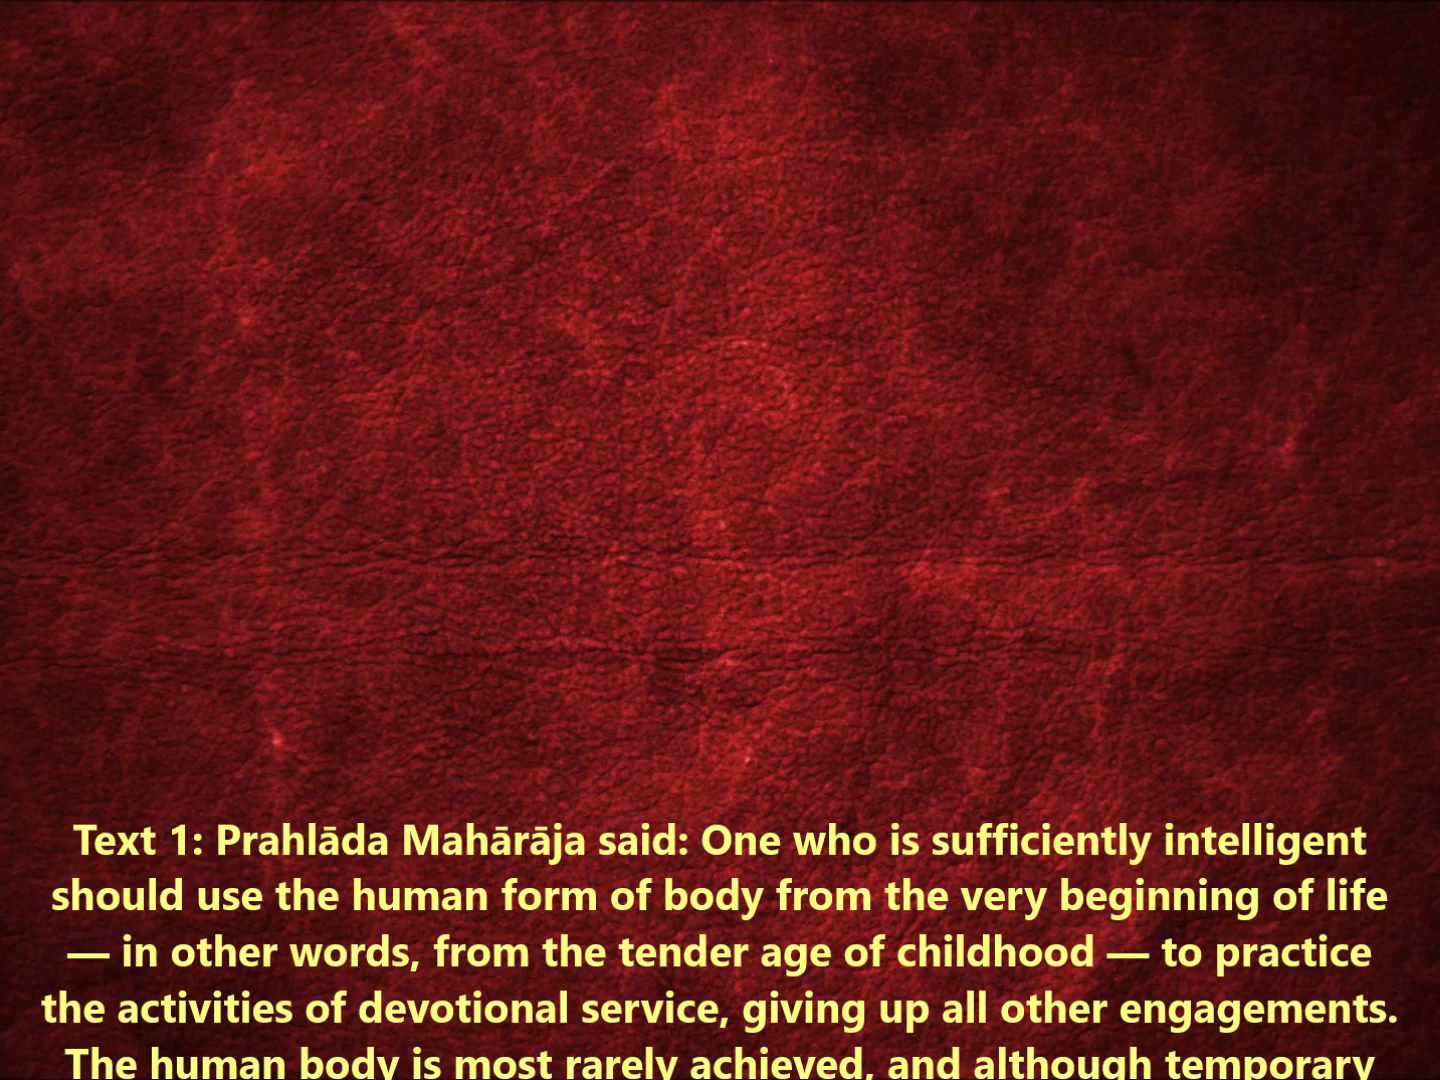 Text 1: Prahlāda Mahārāja said: One who is sufficiently intelligent
should use the human form of body from the very beginning of life
— in other words, from the tender age of childhood — to practice
the activities of devotional service, giving up all other engagements.
The human body is most rarely achieved, and although temporary